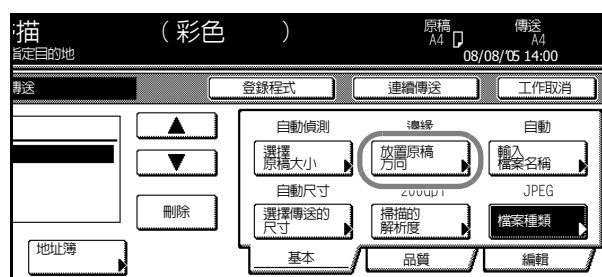 描 (彩色 ) 原稿 傳送
A4 A4
指定目的地 08/08/'05 14:00
傳送 登錄程式 連續傳送 工作取消
自動偵測 邊緣 自動
選擇
原稿大小
放置原稿
方向
輸入
檔案名稱
刪除
自動尺寸 200dpi JPEG
選擇傳送的
尺寸
掃描的
解析度
檔案種類
地址簿
基本 品質 編輯